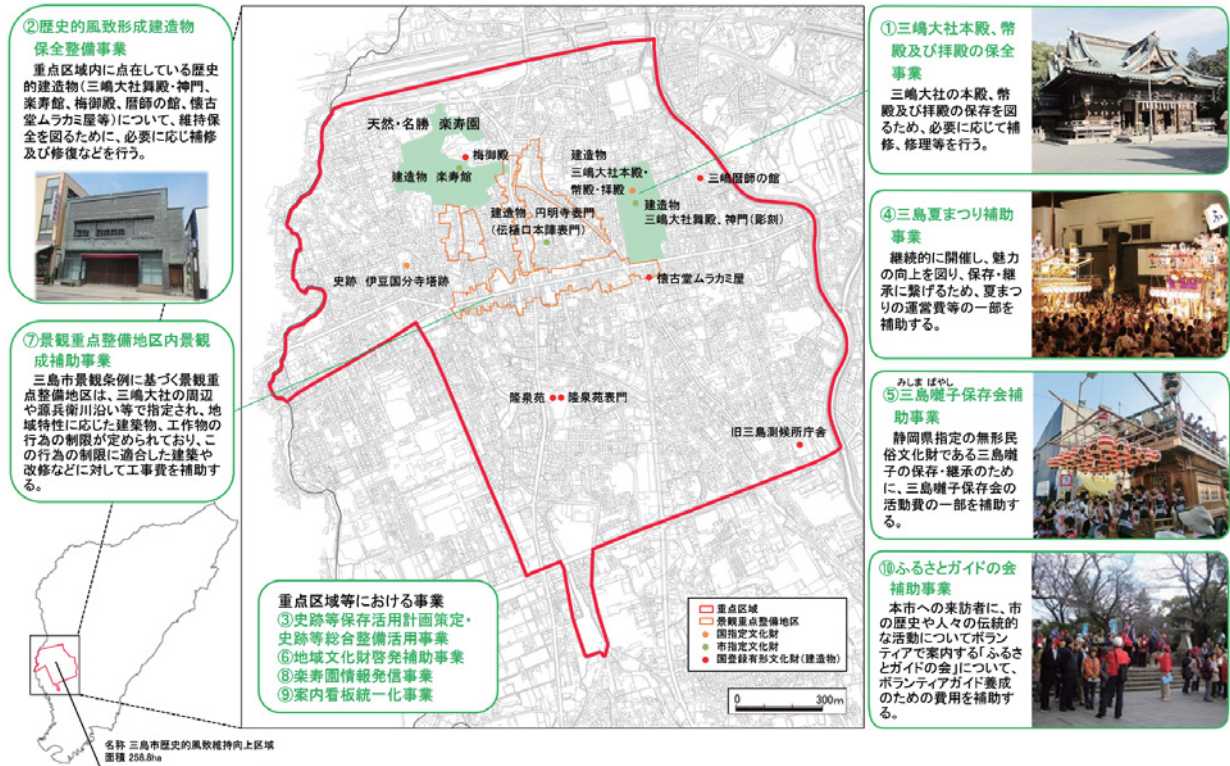 ②歴史的風致形成建造物
保全整備事業
重点区域内に点在している歴史
的建造物(三嶋大社舞殿・神門、
楽寿館、梅御殿、暦師の館、懐古
堂ムラカミ屋等)について、維持保
全を図るために、必要に応じ補修
及び修復などを行う。
⑦景観重点整備地区内景観
成補助事業
三島市景観条例に基づく景観重
点整備地区は、三嶋大社の周辺
や源兵衛川沿い等で指定され、地
域特性に応じた建築物、工作物の
行為の制限が定められており、こ
の行為の制限に適合した建築や
改修などに対して工事費を補助す
る。
名称 三島市歴史的風致維持向上区域
面積 258.8ha
天然・名勝 楽寿園
梅御殿
建造物 楽寿館
建造物
三嶋大社本殿・
幣殿・拝殿
三嶋暦師の館
建造物
三嶋大社舞殿、神門(彫刻)
建造物 円明寺表門
(伝樋口本陣表門)
史跡 伊豆国分寺塔跡
懐古堂ムラカミ屋
隆泉苑
隆泉苑表門
旧三島測候所庁舎
重点区域等における事業
③史跡等保存活用計画策定・
史跡等総合整備活用事業
⑥地域文化財啓発補助事業
⑧楽寿園情報発信事業
⑨案内看板統一化事業
重点区域
景観重点整備地区
国指定文化財
市指定文化財
国登録有形文化財(建造物)
0 300m
①三嶋大社本殿、幣
殿及び拝殿の保全
事業
三嶋大社の本殿、幣
殿及び拝殿の保存を図
るため、必要に応じて補
修、修理等を行う。
④三島夏まつり補助
事業
継続的に開催し、魅力
の向上を図り、保存・継
承に繋げるため、夏まつ
りの運営費等の一部を
補助する。
みしま ばやし
⑤三島囃子保存会補
助事業
静岡県指定の無形民
俗文化財である三島囃
子の保存・継承のため
に、三島囃子保存会の
活動費の一部を補助す
る。
⑩ふるさとガイドの会
補助事業
本市への来訪者に、市
の歴史や人々の伝統的
な活動についてボラン
ティアで案内する「ふるさ
とガイドの会」について、
ボランティアガイド養成
のための費用を補助す
る。